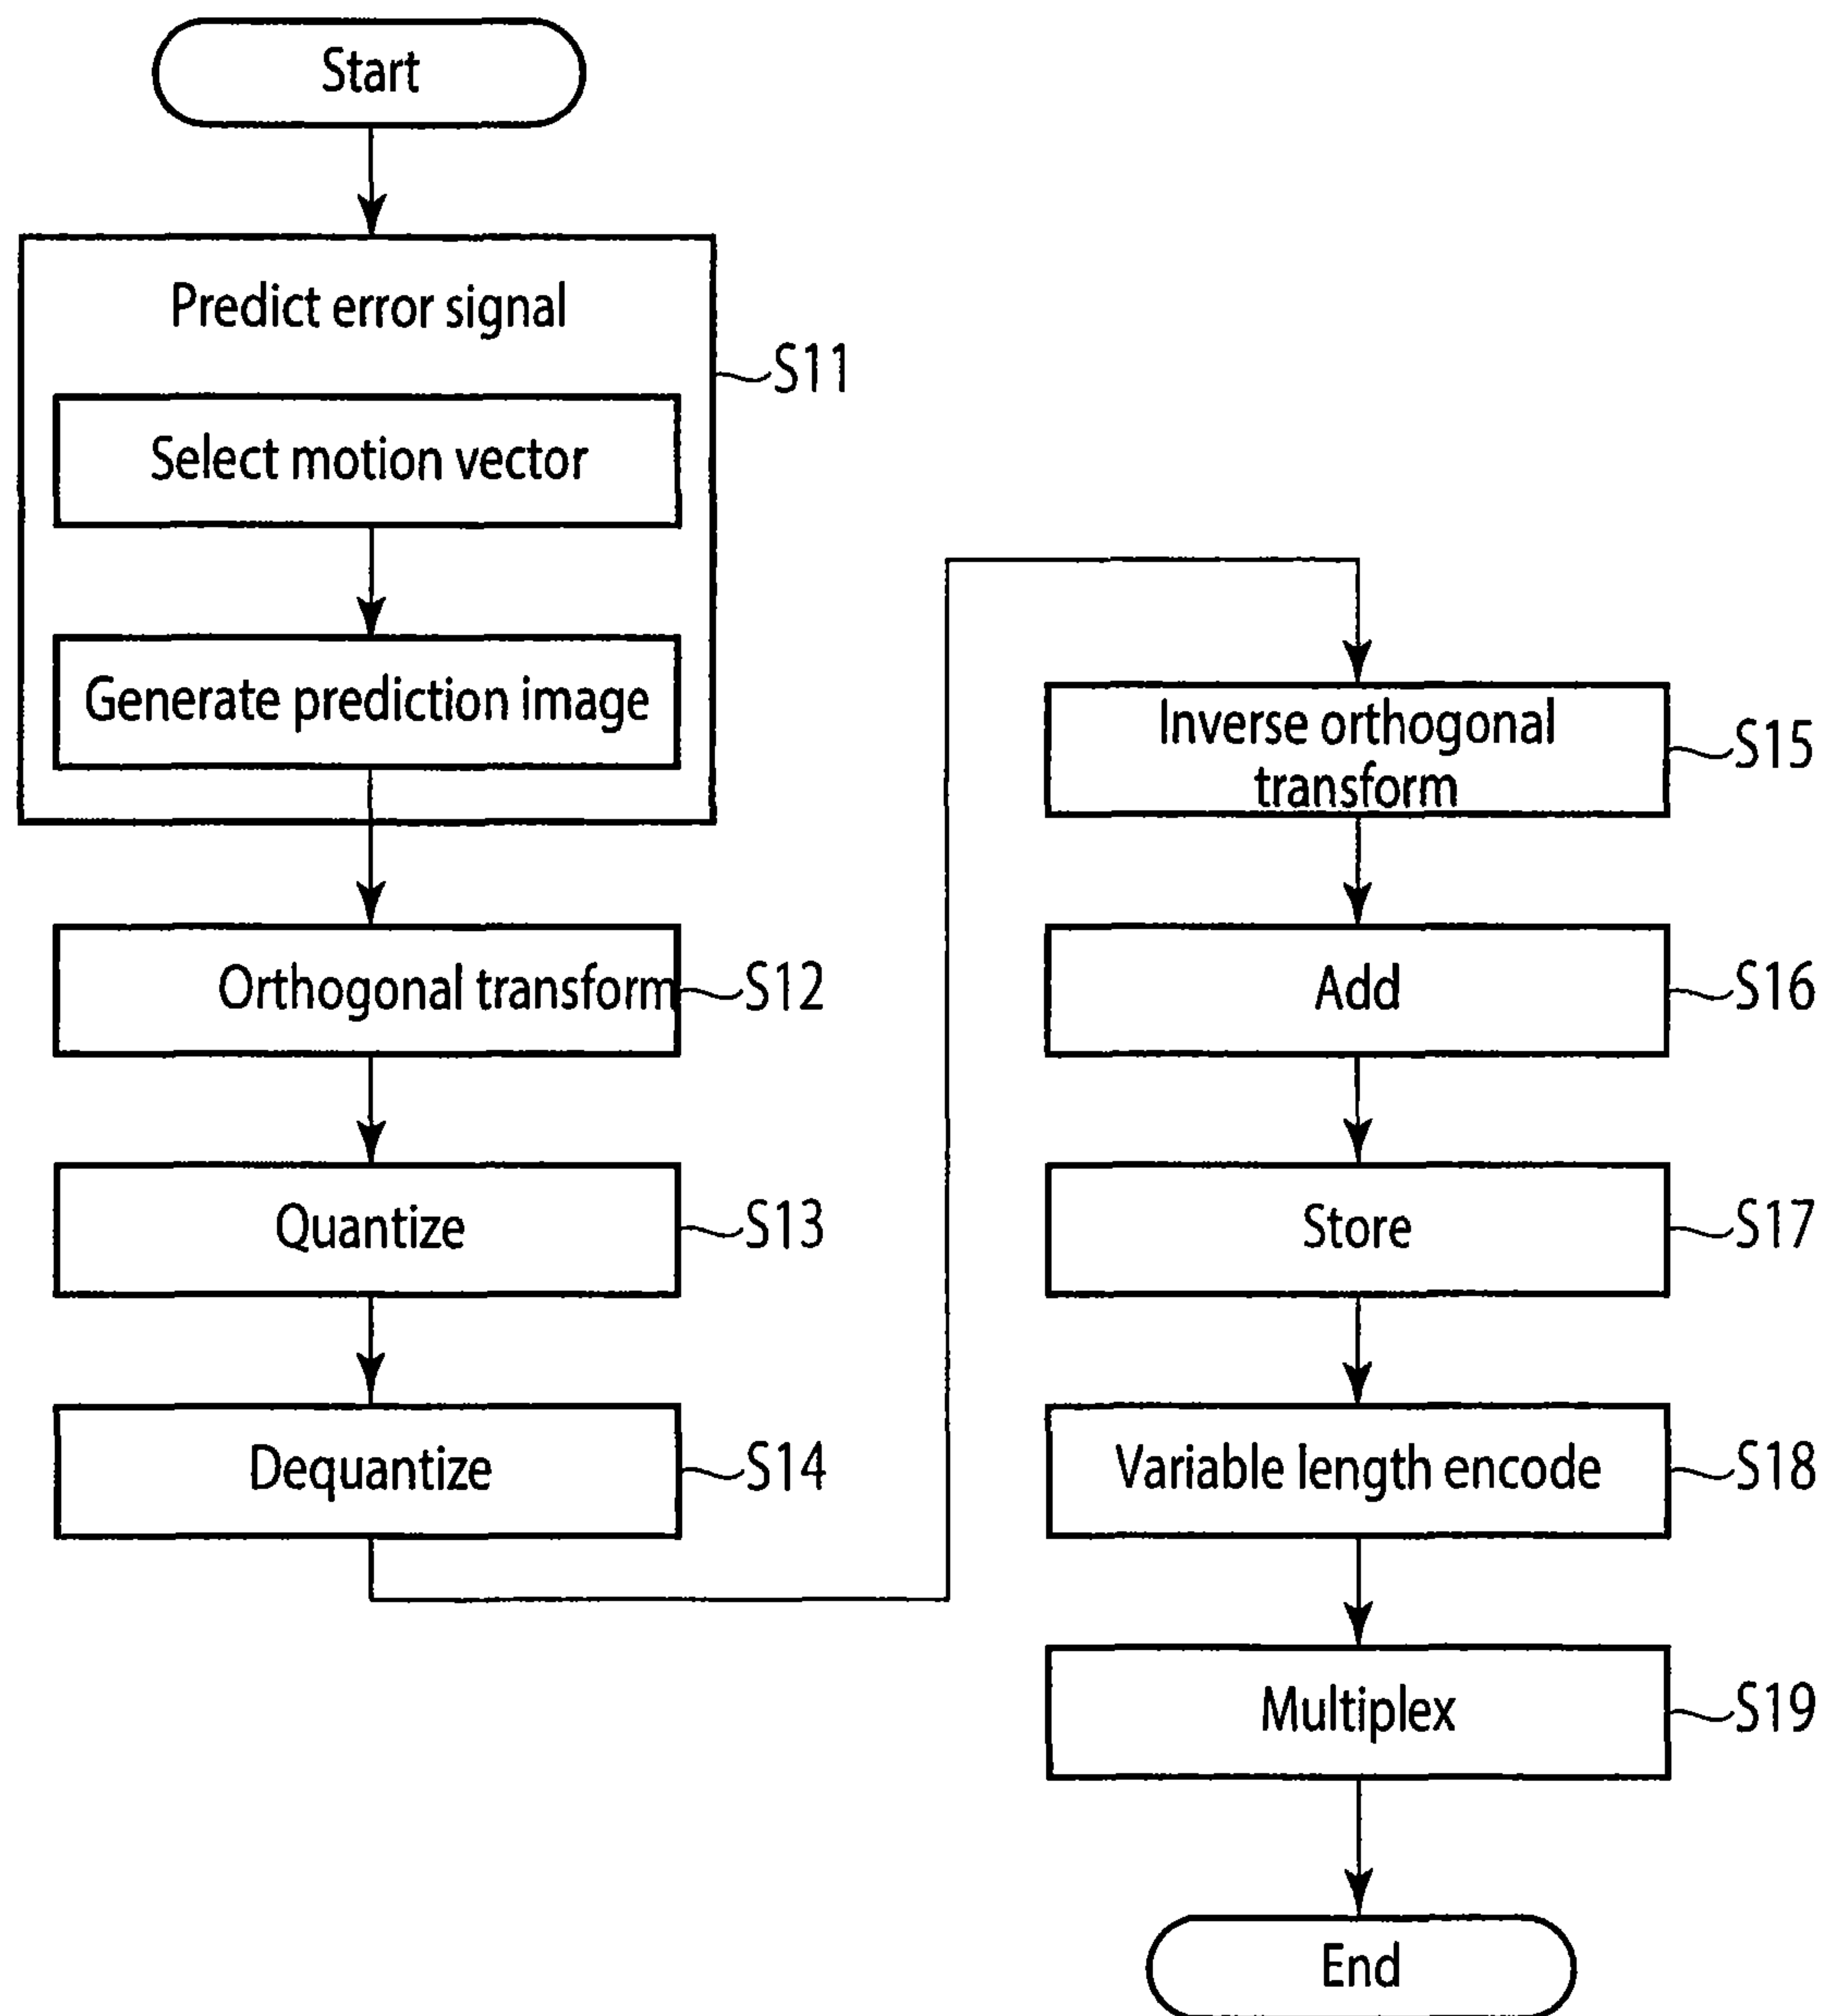 Start
Predict error signal
S11
Select motion vector
Generate prediction image
Orthogonal transform
S12
Quantize
S13
Dequantize
S14
Inverse orthogonal
transform
S15
Add
S16
Store
S17
Variable length encode
S18
Multiplex
S19
End